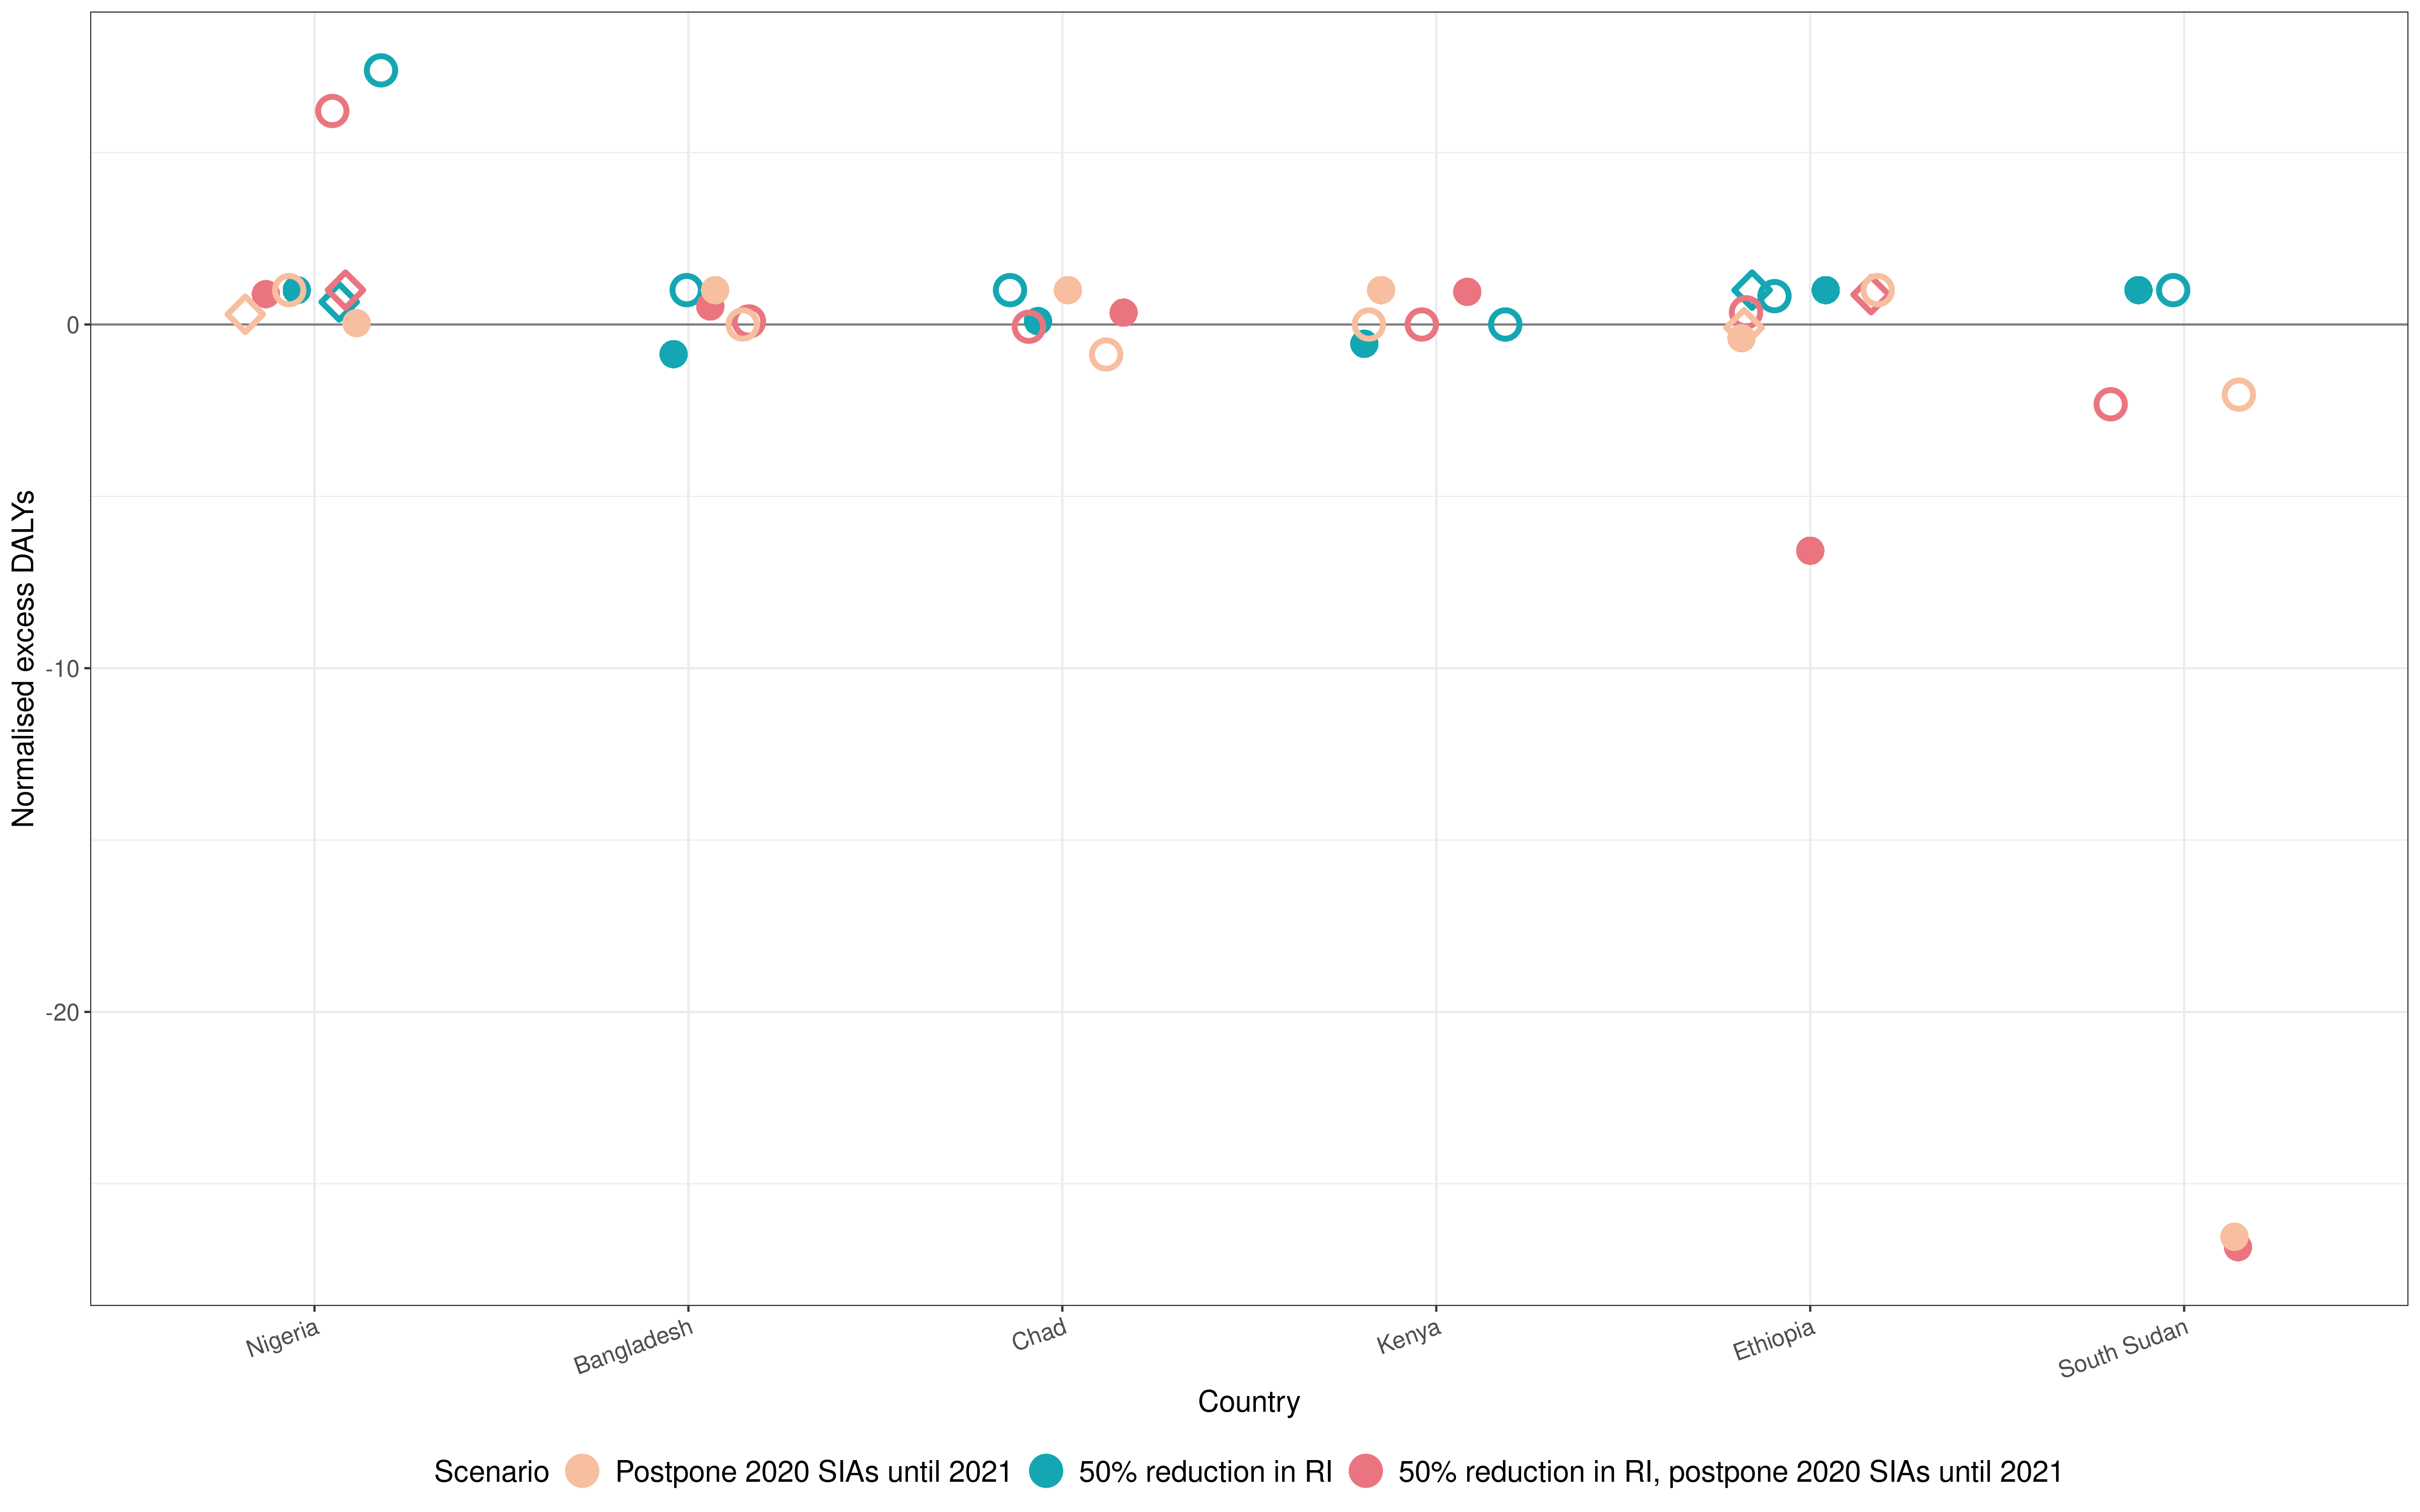 Normalised excess DALYs
0
-10
-20
Nigeria
Bangladesh
Chad
Kenya
Ethiopia
South Sudan
Country
Scenario Postpone 2020 SIAs until 2021 50% reduction in RI 50% reduction in RI, postpone 2020 SIAs until 2021